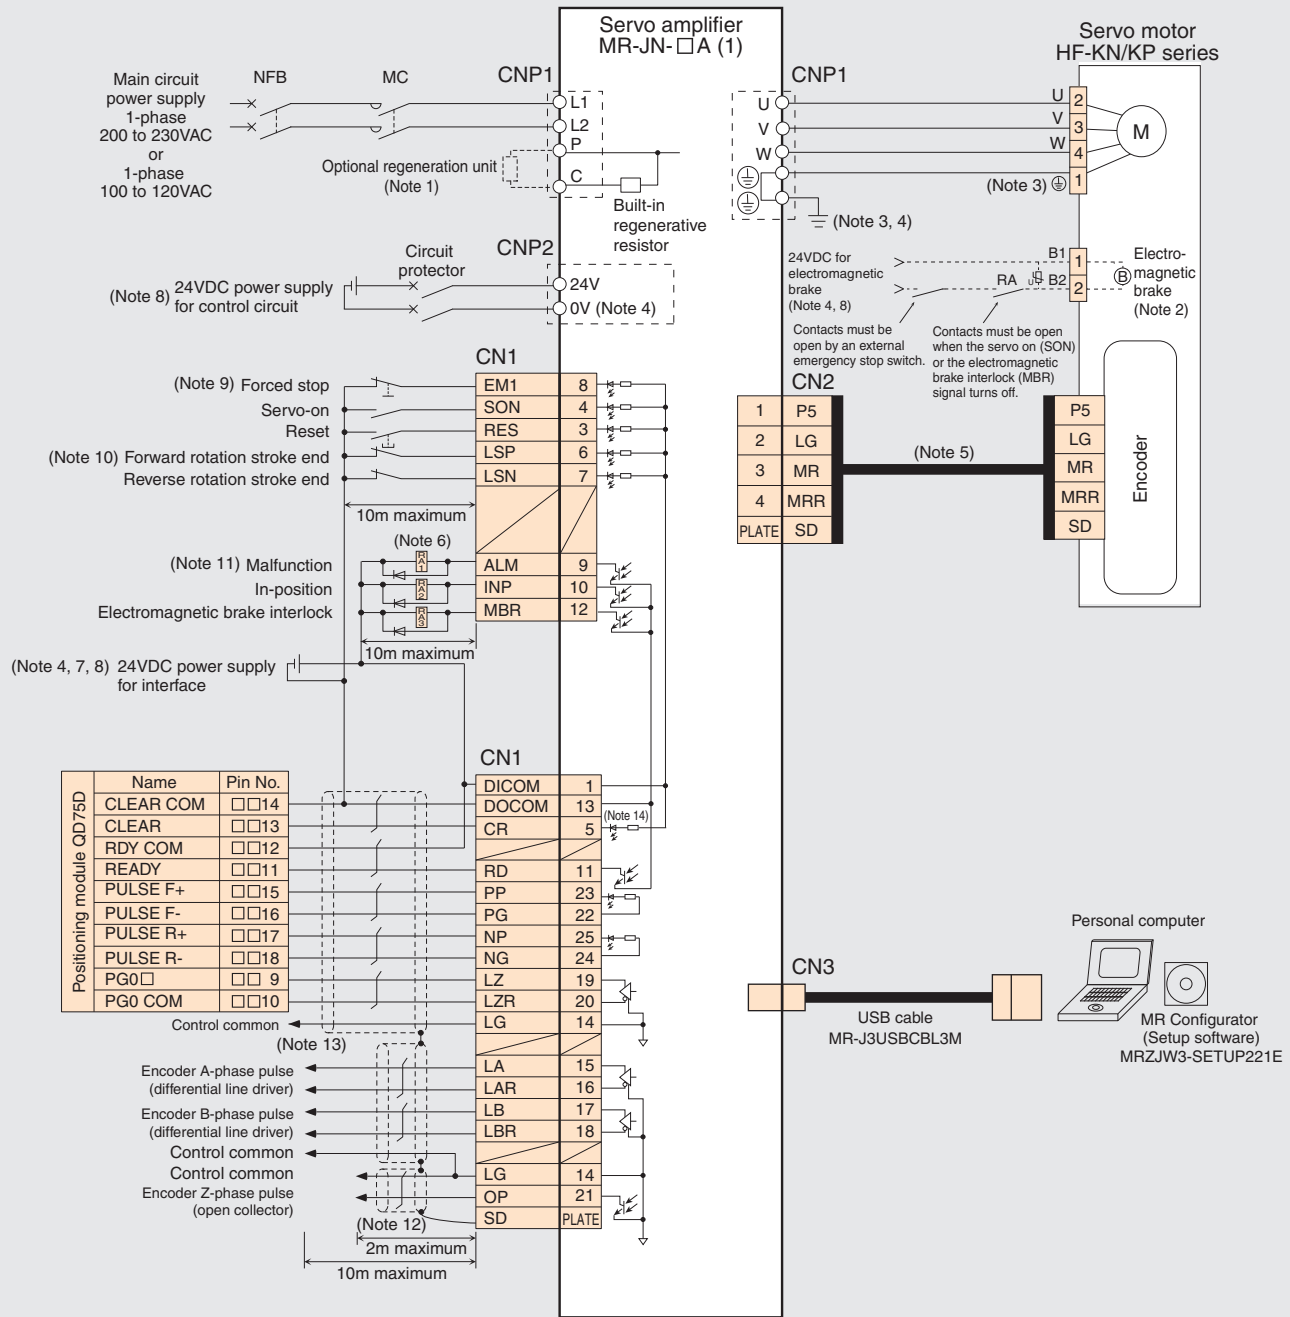 Servo amplifier
MR-JN-□A (1)
Servo motor
HF-KN/KP series
Main circuit
power supply
1-phase
200 to 230VAC
or
1-phase
100 to 120VAC
NFB
MC
CNP1
L1
L2
P
C
Optional regeneration unit
(Note 1)
Built-in
regenerative
resistor
CNP1
U
V
W
U 2
V 3
W 4
(Note 3) 1
M
(Note 3, 4)
CNP2
Circuit
protector
(Note 8) 24VDC power supply
for control circuit
24V
0V (Note 4)
24VDC for
electromagnetic
brake
(Note 4, 8)
RA
U
B1 1
B2 2
B
Electro-
magnetic
brake
(Note 2)
Contacts must be
open by an external
emergency stop switch.
Contacts must be open
when the servo on (SON)
or the electromagnetic
brake interlock (MBR)
signal turns off.
CN1
(Note 9) Forced stop EM1 8
Servo-on SON 4
Reset RES 3
(Note 10) Forward rotation stroke end LSP 6
Reverse rotation stroke end LSN 7
10m maximum
(Note 6)
(Note 11) Malfunction RA1 ALM 9
In-position RA2 INP 10
Electromagnetic brake interlock RA3 MBR 12
10m maximum
(Note 4, 7, 8) 24VDC power supply
for interface
CN2
1 P5
2 LG
3 MR
4 MRR
PLATE SD
(Note 5)
P5
LG
MR
MRR
SD
Encoder
CN1
Positioning module QD75D
Name Pin No.
CLEAR COM □□14
CLEAR □□13
RDY COM □□12
READY □□11
PULSE F+ □□15
PULSE F- □□16
PULSE R+ □□17
PULSE R- □□18
PG0□ □□ 9
PG0 COM □□10
DICOM 1
DOCOM 13
CR 5
(Note 14)
RD 11
PP 23
PG 22
NP 25
NG 24
LZ 19
LZR 20
Control common LG 14
(Note 13)
Encoder A-phase pulse
(differential line driver)
LA 15
LAR 16
Encoder B-phase pulse
(differential line driver)
LB 17
LBR 18
Control common
Control common LG 14
Encoder Z-phase pulse
(open collector)
OP 21
SD PLATE
(Note 12)
2m maximum
10m maximum
CN3
USB cable
MR-J3USBCBL3M
Personal computer
MR Configurator
(Setup software)
MRZJW3-SETUP221E